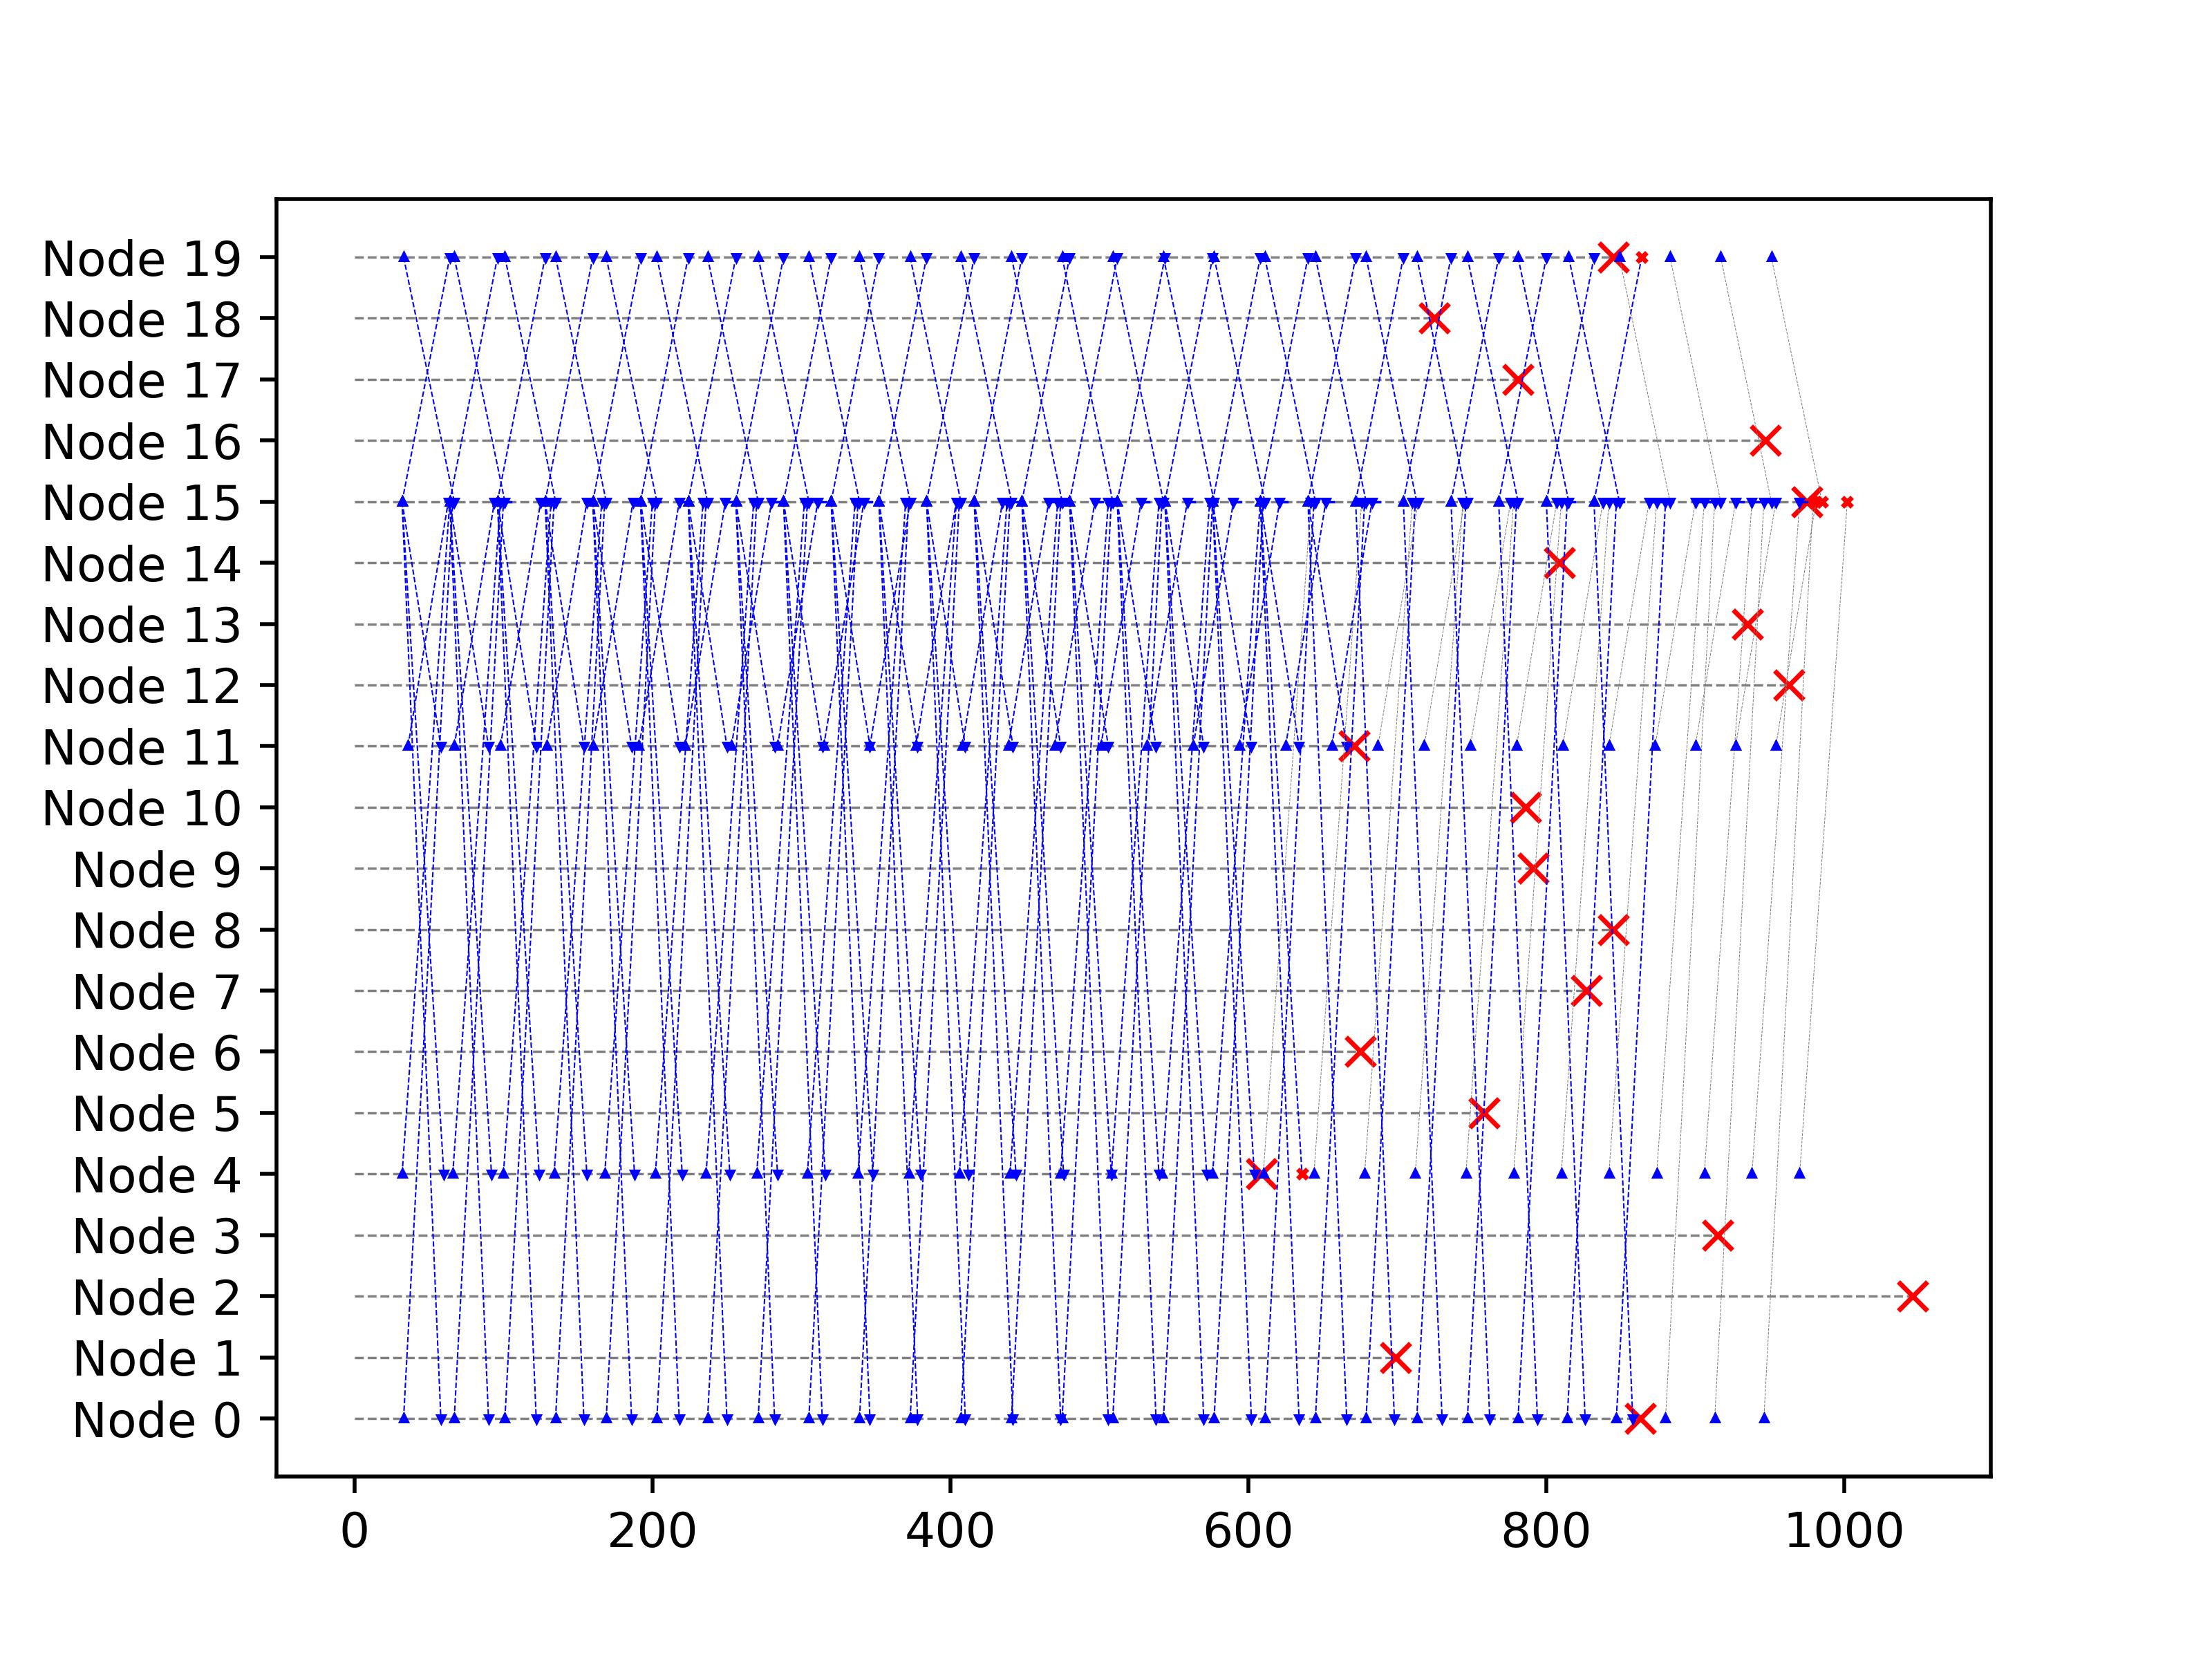 Node 19
Node 18
Node 17
Node 16
Node 15
Node 14
Node 13
Node 12
Node 11
Node 10
Node 9
Node 8
Node 7
Node 6
Node 5
Node 4
Node 3
Node 2
Node 1
Node 0
0 200 400 600 800 1000